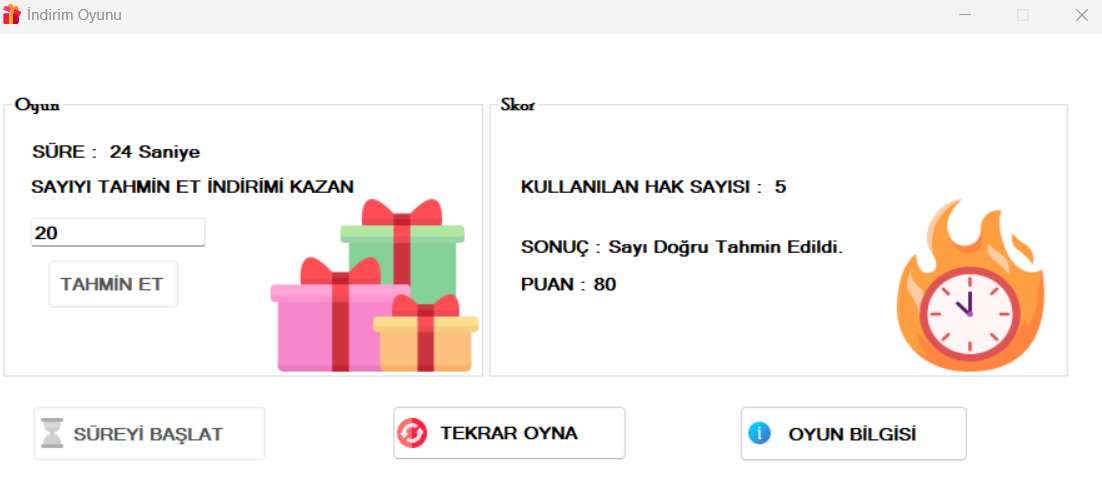 İndirim Oyunu
Oyun
SÜRE : 24 Saniye
SAYIYI TAHMİN ET İNDİRİMİ KAZAN
20
TAHMİN ET
Skor
KULLANILAN HAK SAYISI : 5
SONUÇ : Sayı Doğru Tahmin Edildi.
PUAN : 80
SÜREYİ BAŞLAT
TEKRAR OYNA
OYUN BİLGİSİ